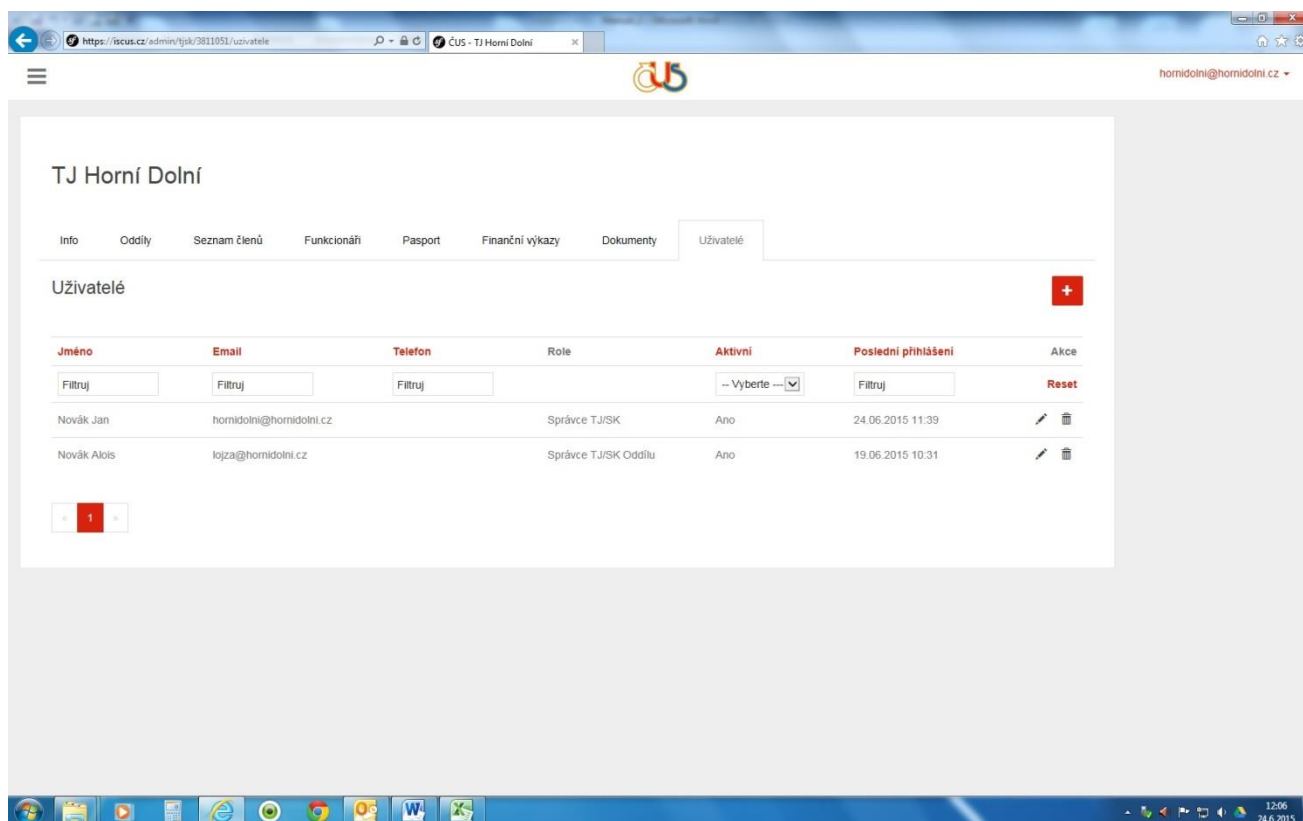 https://iscus.cz/admin/tjsk/3811051/uzivatele
ČUS - TJ Horní Dolní
ČUS
hornidolni@hornidolni.cz
TJ Horní Dolní
Info Oddíly Seznam členů Funkcionáři Pasport Finanční výkazy Dokumenty Uživatelé
Uživatelé
+
Jméno Email Telefon Role Aktivní Poslední přihlášení Akce
Filtruj Filtruj Filtruj -- Vyberte --- Filtruj Reset
Novák Jan hornidolni@hornidolni.cz Správce TJ/SK Ano 24.06.2015 11:39
Novák Alois lojza@hornidolni.cz Správce TJ/SK Oddílu Ano 19.06.2015 10:31
« 1 »
12:06
24.6.2015